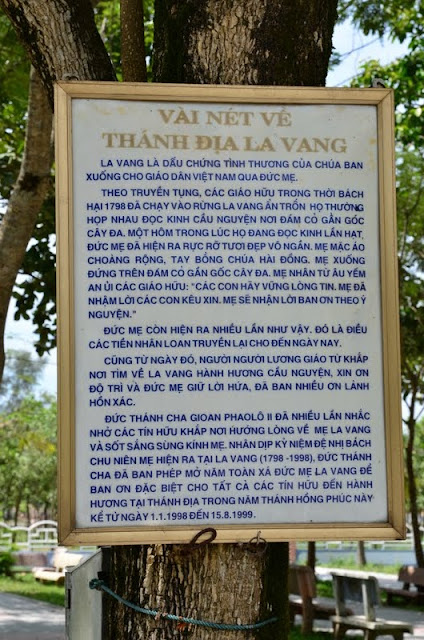 VÀI NÉT VỀ
THÁNH ĐỊA LA VANG
LA VANG LÀ DẤU CHỨNG TÌNH THƯƠNG CỦA CHÚA BAN
XUỐNG CHO GIÁO DÂN VIỆT NAM QUA ĐỨC MẸ.
THEO TRUYỀN TỤNG, CÁC GIÁO HỮU TRONG THỜI BÁCH
HẠI 1798 ĐÃ CHẠY VÀO RỪNG LA VANG ẨN TRỐN HỌ THƯỜNG
HỌP NHAU ĐỌC KINH CẦU NGUYỆN NƠI ĐÁM CỎ GẦN GỐC
CÂY ĐA. MỘT HÔM TRONG LÚC HỌ ĐANG ĐỌC KINH LẦN HẠT,
ĐỨC MẸ ĐÃ HIỆN RA RỰC RỠ TƯƠI ĐẸP VÔ NGẦN. MẸ MẶC ÁO
CHOÀNG RỘNG, TAY BỒNG CHÚA HÀI ĐỒNG. MẸ XUỐNG
ĐỨNG TRÊN ĐÁM CỎ GẦN GỐC CÂY ĐA. MẸ NHÂN TỪ ÂU YẾM
AN ỦI CÁC GIÁO HỮU: "CÁC CON HÃY VỮNG LÒNG TIN. MẸ ĐÃ
NHẬM LỜI CÁC CON KÊU XIN. MẸ SẼ NHẬN LỜI BAN ƠN THEO Ý
NGUYỆN."
ĐỨC MẸ CÒN HIỆN RA NHIỀU LẦN NHƯ VẬY. ĐÓ LÀ ĐIỀU
CÁC TIỀN NHÂN LOAN TRUYỀN LẠI CHO ĐẾN NGÀY NAY.
CŨNG TỪ NGÀY ĐÓ, NGƯỜI NGƯỜI LƯƠNG GIÁO TỪ KHẮP
NƠI TÌM VỀ LA VANG HÀNH HƯƠNG CẦU NGUYỆN, XIN ƠN
ĐỘ TRÌ VÀ ĐỨC MẸ GIỮ LỜI HỨA, ĐÃ BAN NHIỀU ƠN LÀNH
HỒN XÁC.
ĐỨC THÁNH CHA GIOAN PHAOLÔ II ĐÃ NHIỀU LẦN NHẮC
NHỞ CÁC TÍN HỮU KHẮP NƠI HƯỚNG LÒNG VỀ MẸ LA VANG
VÀ SỐT SẮNG SÙNG KÍNH MẸ. NHÂN DỊP KỶ NIỆM ĐỆ NHỊ BÁCH
CHU NIÊN MẸ HIỆN RA TẠI LA VANG (1798 -1998), ĐỨC THÁNH
CHA ĐÃ BAN PHÉP MỞ NĂM TOÀN XÁ ĐỨC MẸ LA VANG ĐỂ
BAN ƠN ĐẶC BIỆT CHO TẤT CẢ CÁC TÍN HỮU ĐẾN HÀNH
HƯƠNG TẠI THÁNH ĐỊA TRONG NĂM THÁNH HỒNG PHÚC NÀY
KỂ TỪ NGÀY 1.1.1998 ĐẾN 15.8.1999.